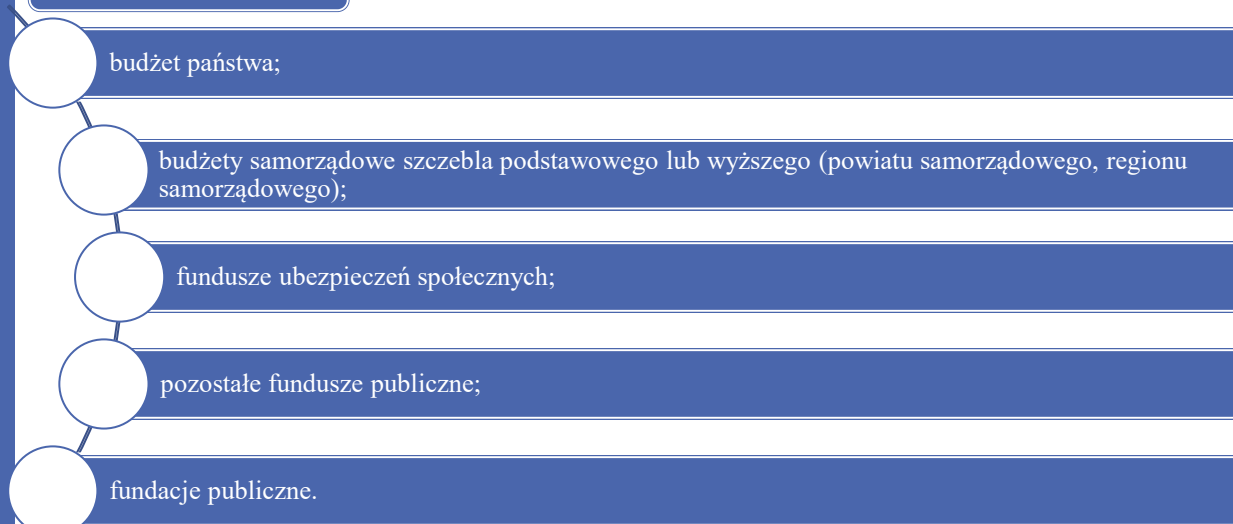 budżet państwa;
budżety samorządowe szczebla podstawowego lub wyższego (powiatu samorządowego, regionu
samorządowego);
fundusze ubezpieczeń społecznych;
pozostałe fundusze publiczne;
fundacje publiczne.